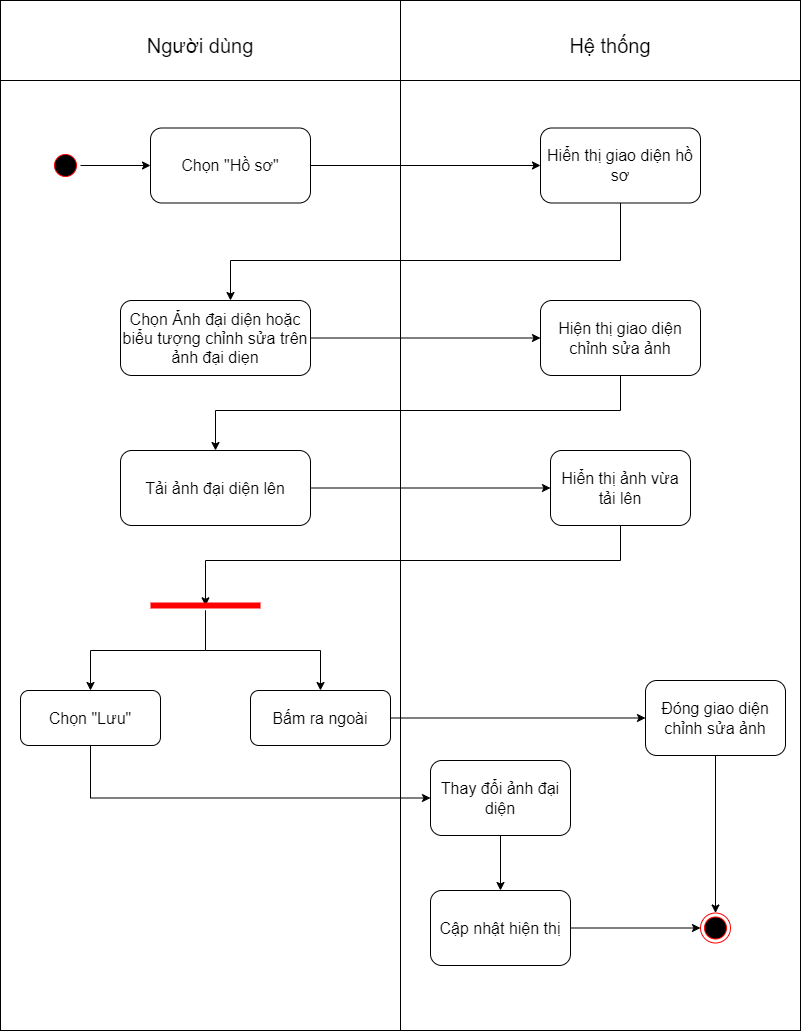 Người dùng
Hệ thống
Chọn "Hồ sơ"
Hiển thị giao diện hồ
sơ
Chọn Ảnh đại diện hoặc
biểu tượng chỉnh sửa trên
ảnh đại diẹn
Hiện thị giao diện
chỉnh sửa ảnh
Tải ảnh đại diện lên
Hiển thị ảnh vừa
tải lên
Chọn "Lưu"
Bấm ra ngoài
Đóng giao diện
chỉnh sửa ảnh
Thay đổi ảnh đại
diện
Cập nhật hiện thị